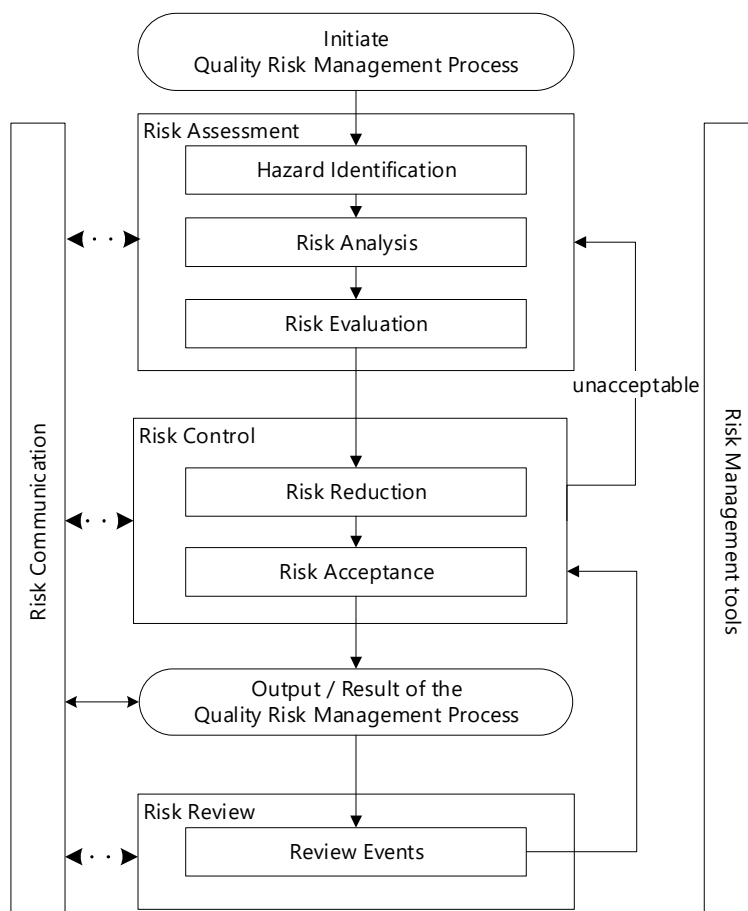 Initiate
Quality Risk Management Process
Risk Assessment
Hazard Identification
Risk Analysis
Risk Evaluation
unacceptable
Risk Control
Risk Reduction
Risk Acceptance
Output / Result of the
Quality Risk Management Process
Risk Review
Review Events
Risk Communication
Risk Management tools